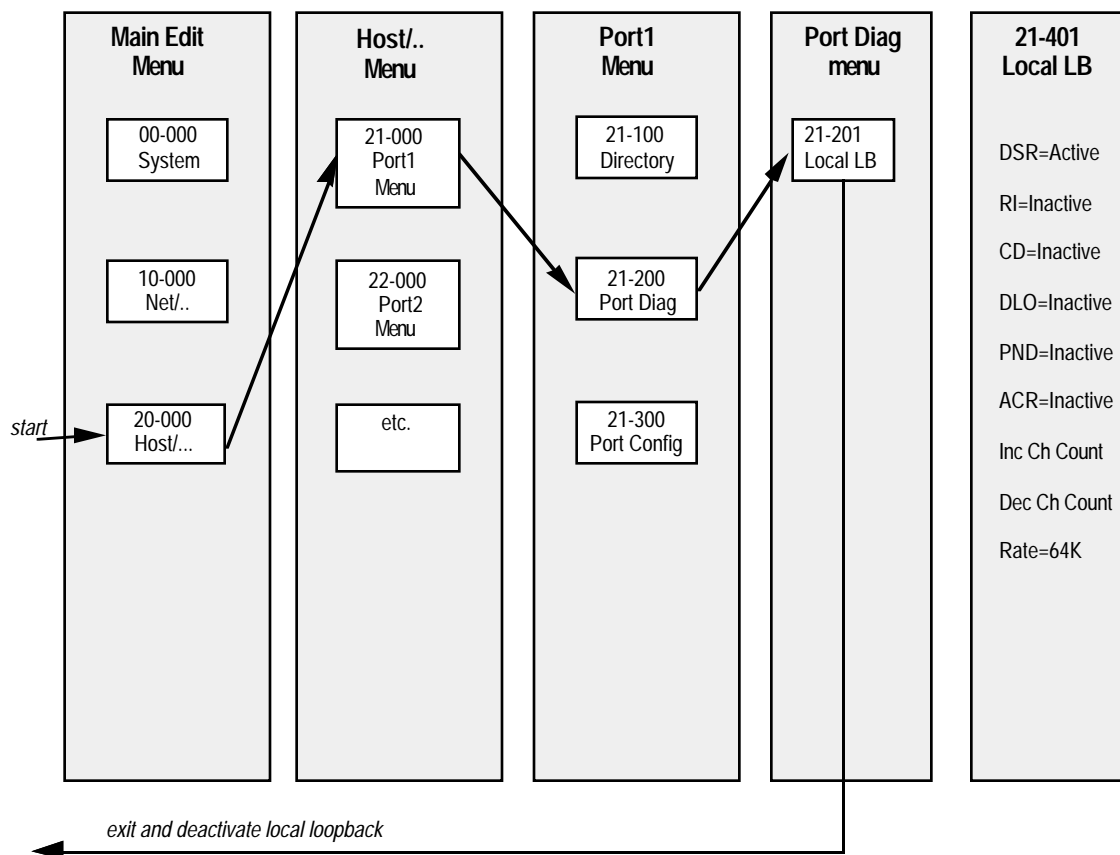 Main Edit
Menu
00-000
System
10-000
Net/..
start
20-000
Host/...
Host/..
Menu
21-000
Port1
Menu
22-000
Port2
Menu
etc.
Port1
Menu
21-100
Directory
21-200
Port Diag
21-300
Port Config
Port Diag
menu
21-201
Local LB
21-401
Local LB
DSR=Active
RI=Inactive
CD=Inactive
DLO=Inactive
PND=Inactive
ACR=Inactive
Inc Ch Count
Dec Ch Count
Rate=64K
exit and deactivate local loopback